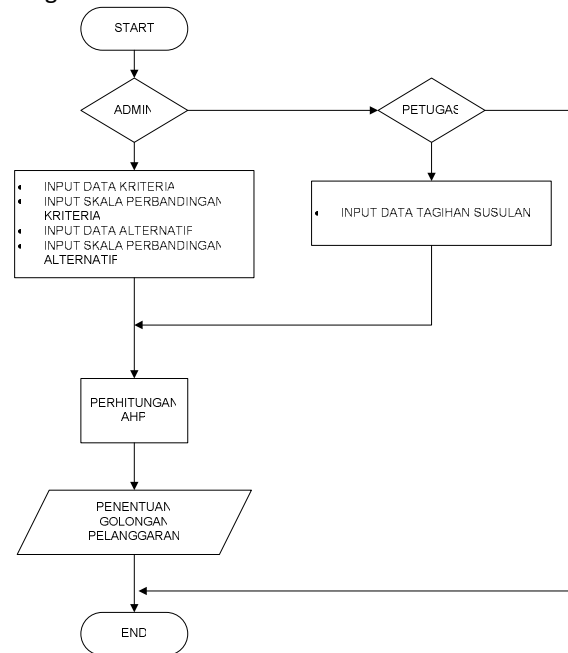 START
ADMIN
PETUGAS
INPUT DATA KRITERIA
INPUT SKALA PERBANDINGAN
KRITERIA
INPUT DATA ALTERNATIF
INPUT SKALA PERBANDINGAN
ALTERNATIF
INPUT DATA TAGIHAN SUSULAN
PERHITUNGAN
AHP
PENENTUAN
GOLONGAN
PELANGGARAN
END